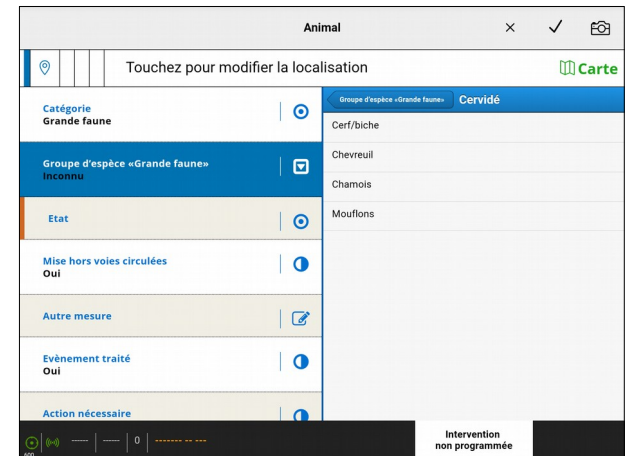 Animal
Touchez pour modifier la localisation
Carte
Catégorie
Grande faune
Groupe d'espèce «Grande faune»
Inconnu
Etat
Mise hors voies circulées
Oui
Autre mesure
Evènement traité
Oui
Action nécessaire
Groupe d'espèce «Grande faune» Cervidé
Cerf/biche
Chevreuil
Chamois
Mouflons
600
------ ------ 0 ------- -- ---
Intervention
non programmée